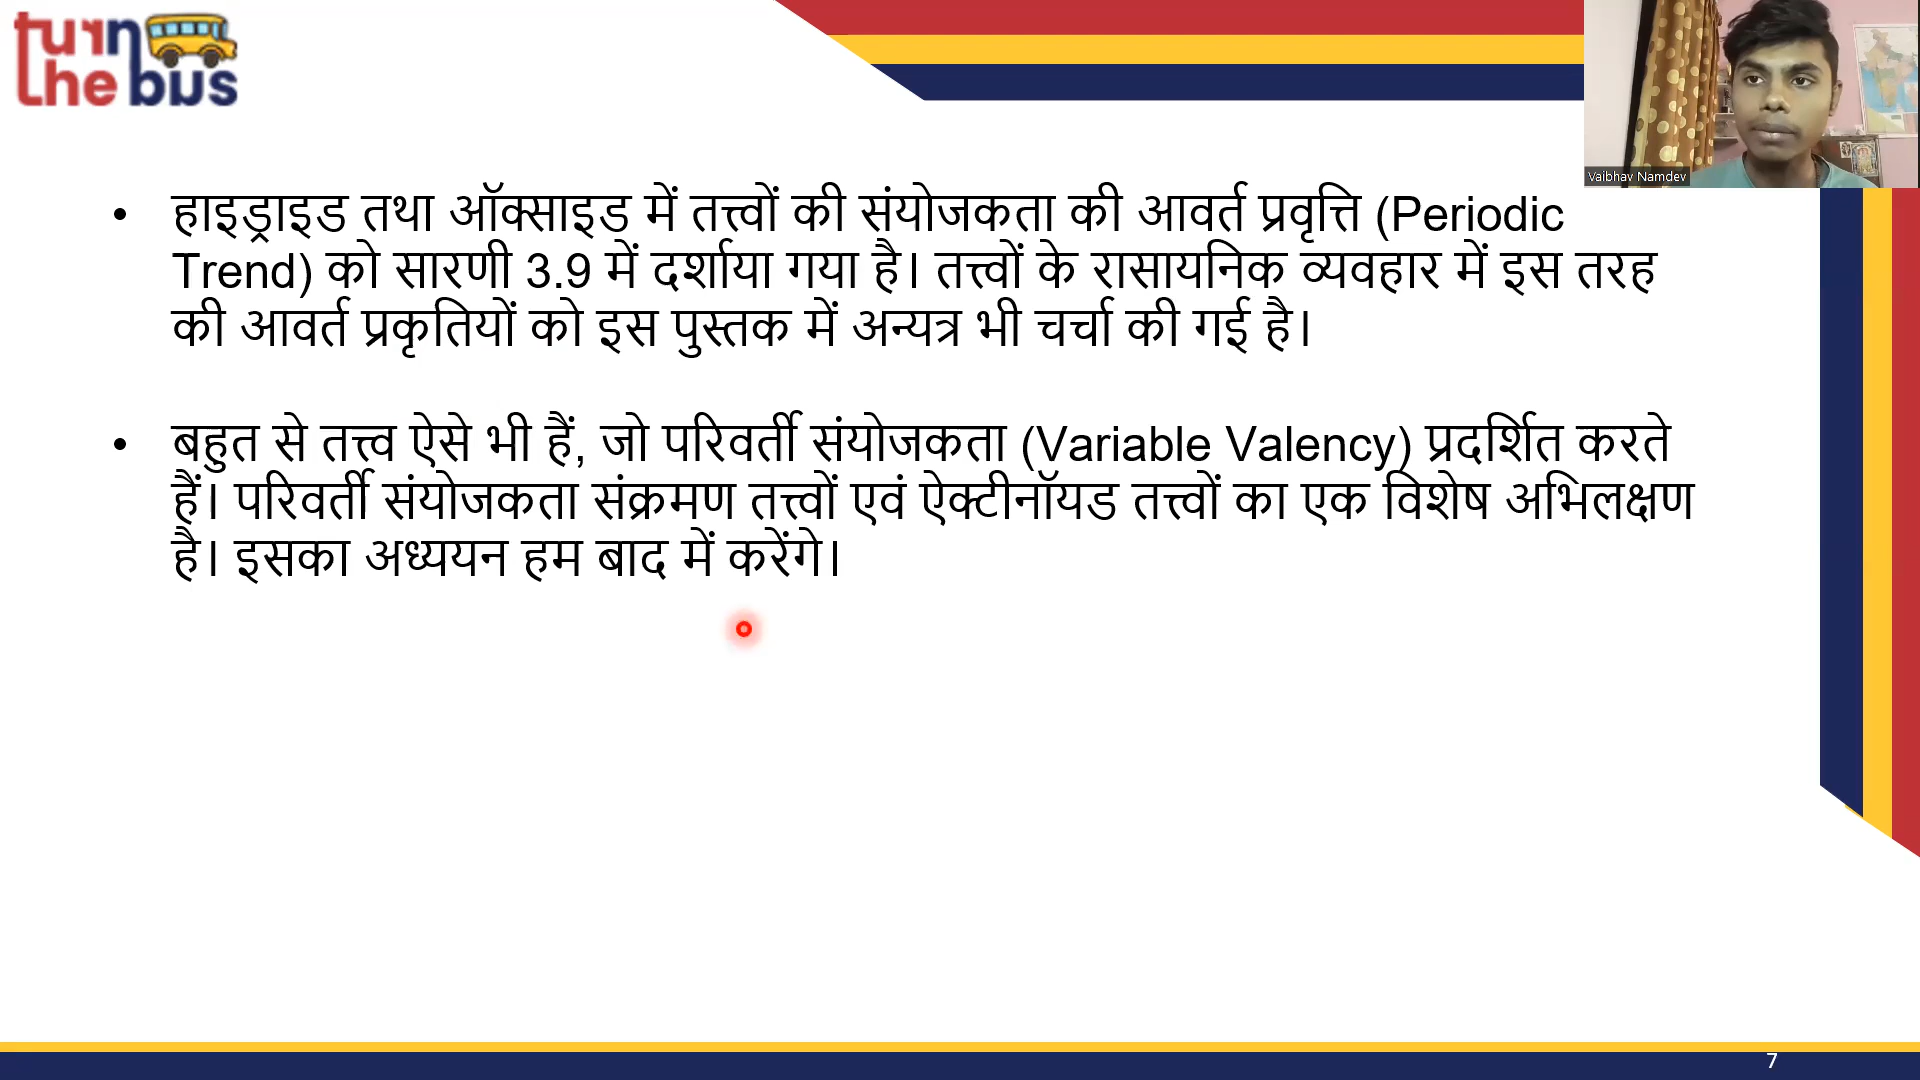 turn
the bus
Vaibhav Namdev
• हाइड्राइड तथा ऑक्साइड में तत्त्वों की संयोजकता की आवर्त प्रवृत्ति (Periodic
Trend) को सारणी 3.9 में दर्शाया गया है। तत्त्वों के रासायनिक व्यवहार में इस तरह
की आवर्त प्रकृतियों को इस पुस्तक में अन्यत्र भी चर्चा की गई है।
• बहुत से तत्त्व ऐसे भी हैं, जो परिवर्ती संयोजकता (Variable Valency) प्रदर्शित करते
हैं। परिवर्ती संयोजकता संक्रमण तत्त्वों एवं ऐक्टीनॉयड तत्त्वों का एक विशेष अभिलक्षण
है। इसका अध्ययन हम बाद में करेंगे।
7